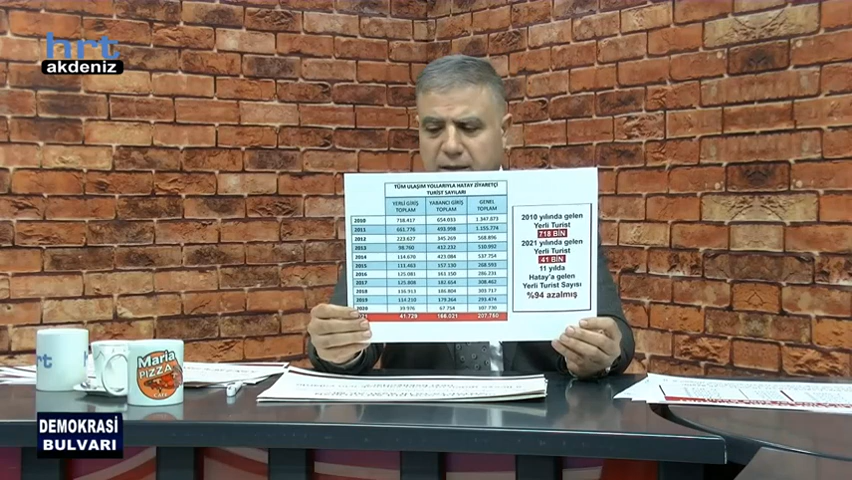 hrt
akdeniz
TÜM ULAŞIM YOLLARIYLA HATAY ZİYARETÇİ
TURİST SAYILARI
YERLİ GİRİŞ TOPLAM
YABANCI GİRİŞ TOPLAM
GENEL TOPLAM
2010 654.033 1.347.873
2011 661.776 493.998 1.155.774
2012 223.627 345.269 568.896
2013 98.760 412.232 510.992
2014 114.670 423.084 537.754
2015 111.463 157.130 268.593
2016 125.081 161.150 286.231
2017 125.808 182.654 308.462
2018 116.913 186.804 303.717
2019 114.210 179.264 293.474
2020 39.976 67.754 107.730
41.729 166.021 207.750
2010 yılında gelen
Yerli Turist
718 BİN
2021 yılında gelen
Yerli Turist
41 BİN
11 yılda
Hatay'a gelen
Yerli Turist Sayısı
%94 azalmış
hrt
Maria
PIZZA
CAFE
DEMOKRASİ
BULVARI